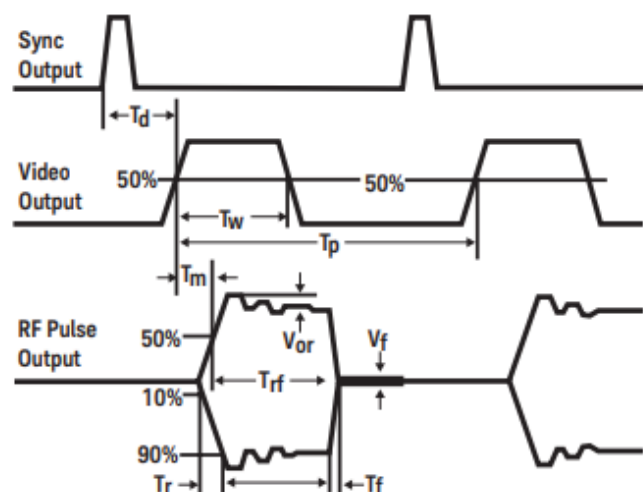 Sync
Output
Td
Video
Output
50%
50%
Tw
Tp
Tm
RF Pulse
Output
50%
Vor
Vf
Trf
10%
90%
Tr
Tf